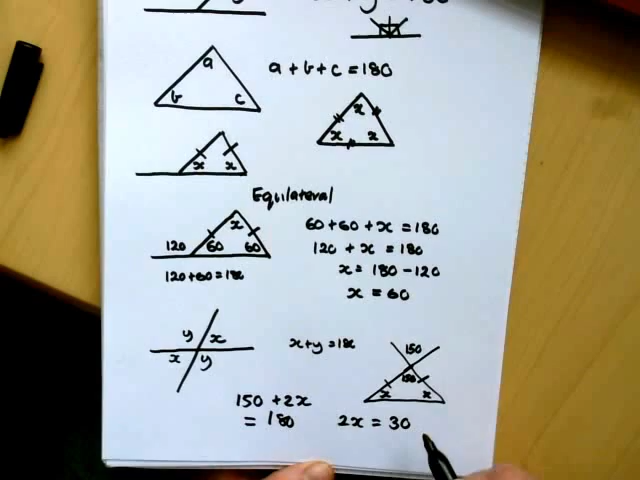 a + b + c = 180
a
b
c
x
x
x
x
x
Equilateral
x
120
60
60
120 + 60 = 180
60 + 60 + x = 180
120 + x = 180
x = 180 - 120
x = 60
y
x
x
y
x + y = 180
150
150
x
x
150 + 2x
= 180
2x = 30